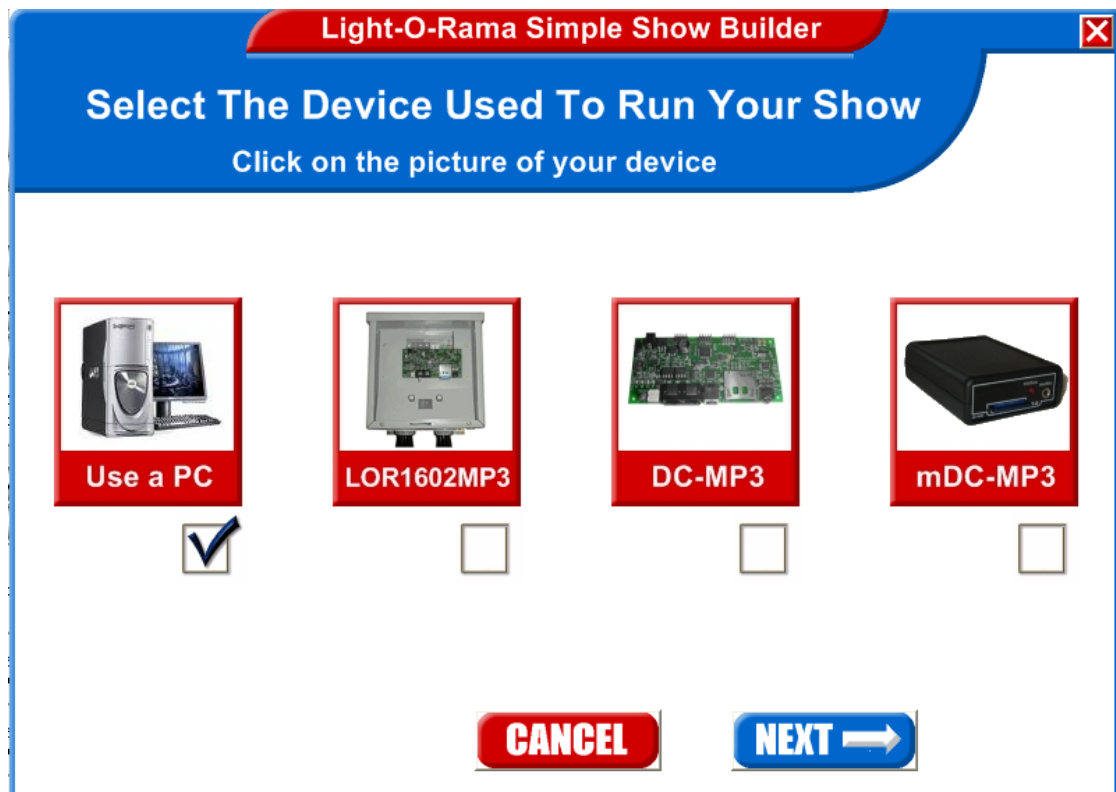 Light-O-Rama Simple Show Builder
Select The Device Used To Run Your Show
Click on the picture of your device
Use a PC
LOR1602MP3
DC-MP3
mDC-MP3
CANCEL
NEXT